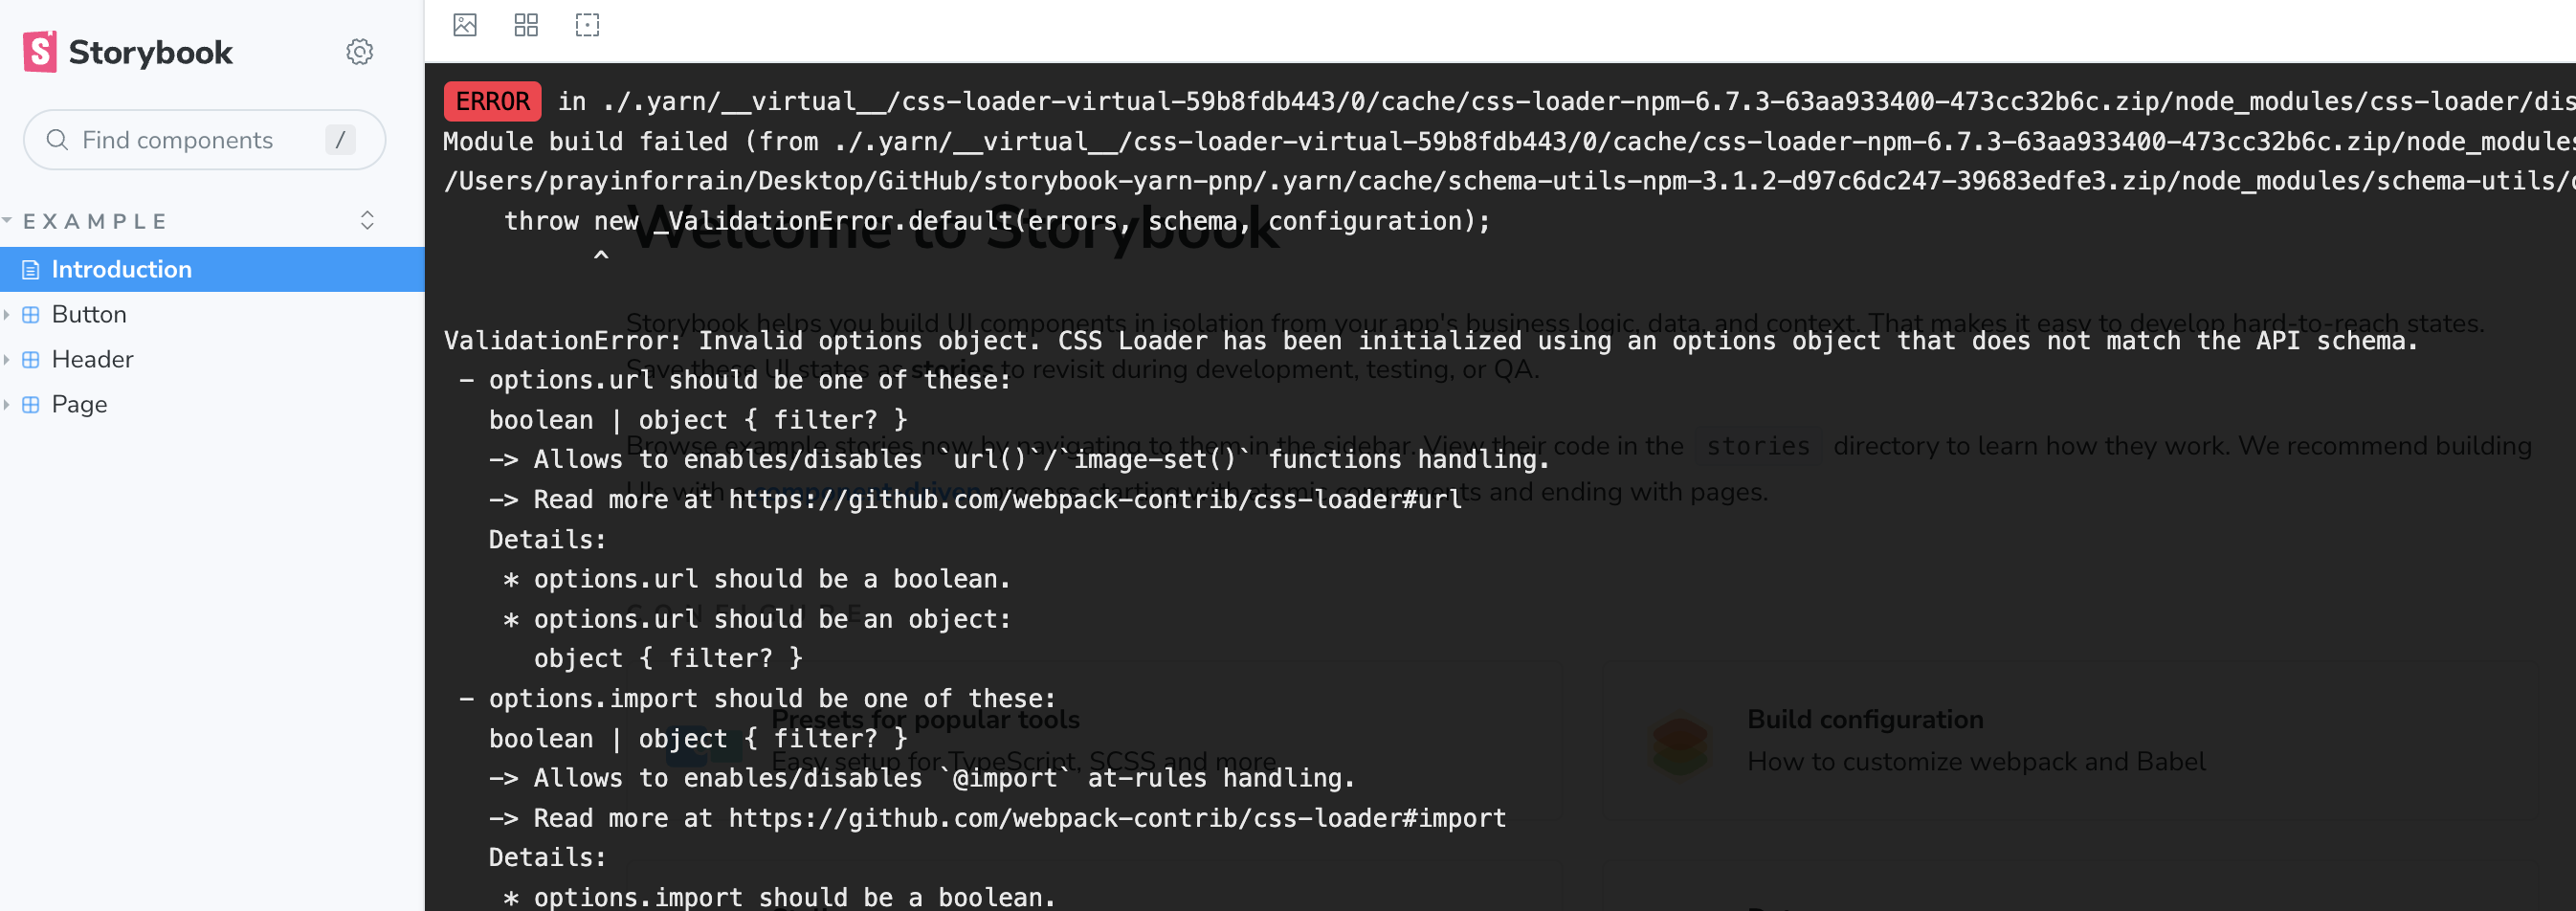 Storybook
Find components
/
EXAMPLE
Introduction
Button
Header
Page
ERROR in ./.yarn/__virtual__/css-loader-virtual-59b8fdb443/0/cache/css-loader-npm-6.7.3-63aa933400-473cc32b6c.zip/node_modules/css-loader/dis
Module build failed (from ./.yarn/__virtual__/css-loader-virtual-59b8fdb443/0/cache/css-loader-npm-6.7.3-63aa933400-473cc32b6c.zip/node_modules
/Users/prayinforrain/Desktop/GitHub/storybook-yarn-pnp/.yarn/cache/schema-utils-npm-3.1.2-d97c6dc247-39683edfe3.zip/node_modules/schema-utils/
throw new _ValidationError.default(errors, schema, configuration);
^
Welcome to Storybook
Storybook helps you build UI components in isolation from your app's business logic, data, and context. That makes it easy to develop hard-to-reach states.
ValidationError: Invalid options object. CSS Loader has been initialized using an options object that does not match the API schema.
Save these UI states as stories to revisit during development, testing, or QA.
- options.url should be one of these:
boolean | object { filter? }
Browse example stories now by navigating to them in the sidebar. View their code in the stories directory to learn how they work. We recommend building
-> Allows to enables/disables `url()`/`image-set()` functions handling.
UIs with a component-driven process starting with atomic components and ending with pages.
-> Read more at https://github.com/webpack-contrib/css-loader#url
Details:
* options.url should be a boolean.
CONFIGURE
* options.url should be an object:
object { filter? }
- options.import should be one of these:
Presets for popular tools
Build configuration
boolean | object { filter? }
Easy setup for TypeScript, SCSS and more.
How to customize webpack and Babel
-> Allows to enables/disables `@import` at-rules handling.
-> Read more at https://github.com/webpack-contrib/css-loader#import
Details:
* options.import should be a boolean.